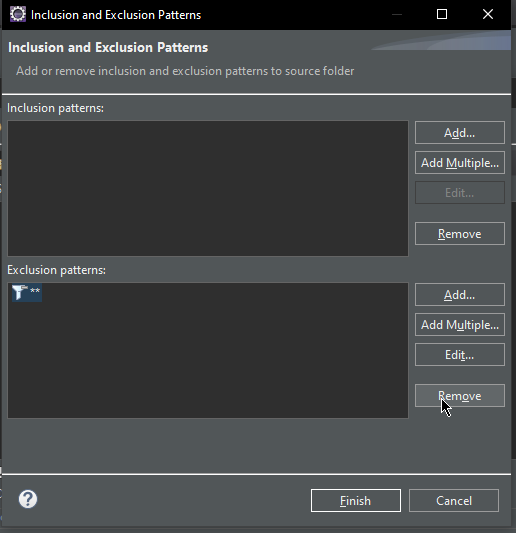 Inclusion and Exclusion Patterns
Inclusion and Exclusion Patterns
Add or remove inclusion and exclusion patterns to source folder
Inclusion patterns:
Add...
Add Multiple...
Edit...
Remove
Exclusion patterns:
**
Add...
Add Multiple...
Edit...
Remove
?
Finish
Cancel